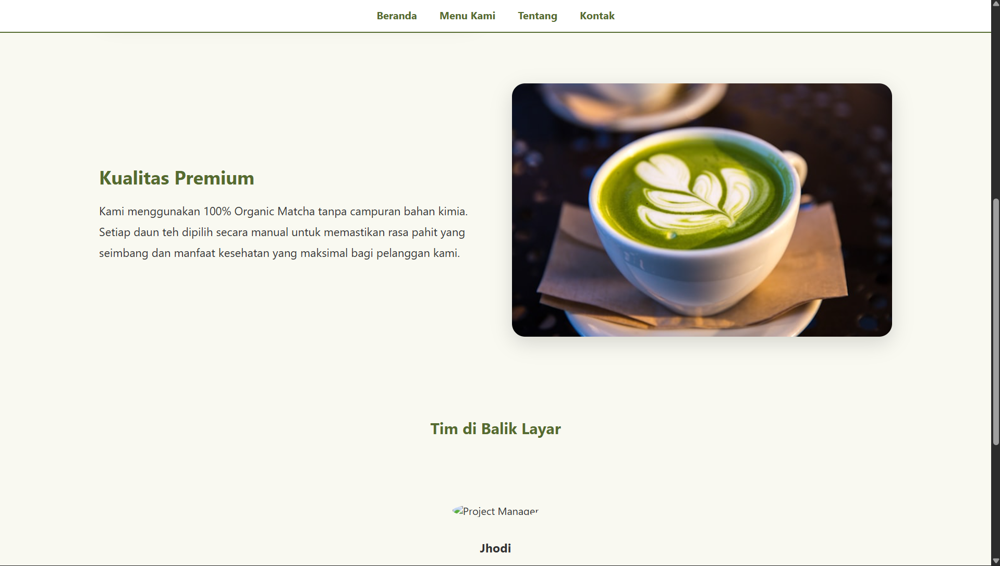 Beranda Menu Kami Tentang Kontak
Kualitas Premium
Kami menggunakan 100% Organic Matcha tanpa campuran bahan kimia.
Setiap daun teh dipilih secara manual untuk memastikan rasa pahit yang
seimbang dan manfaat kesehatan yang maksimal bagi pelanggan kami.
Tim di Balik Layar
Project Manager
Jhodi